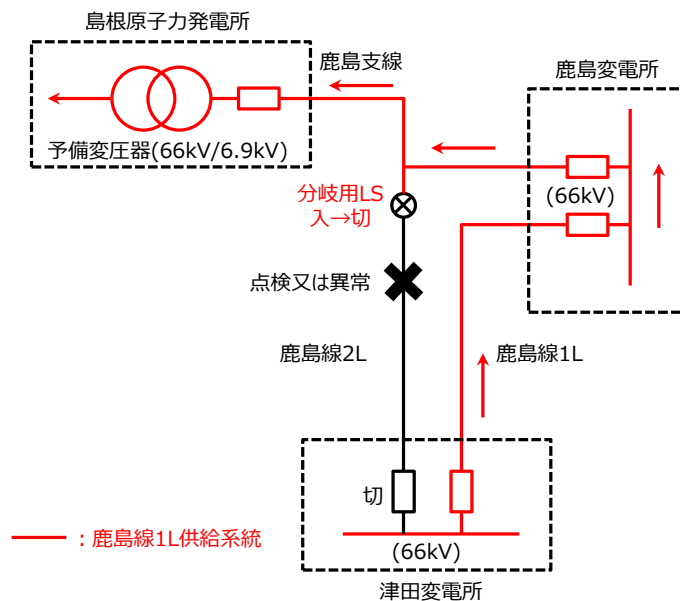 島根原子力発電所
鹿島支線
鹿島変電所
予備変圧器(66kV/6.9kV)
(66kV)
分岐用LS
入→切
点検又は異常
鹿島線2L
鹿島線1L
切
:鹿島線1L供給系統
(66kV)
津田変電所